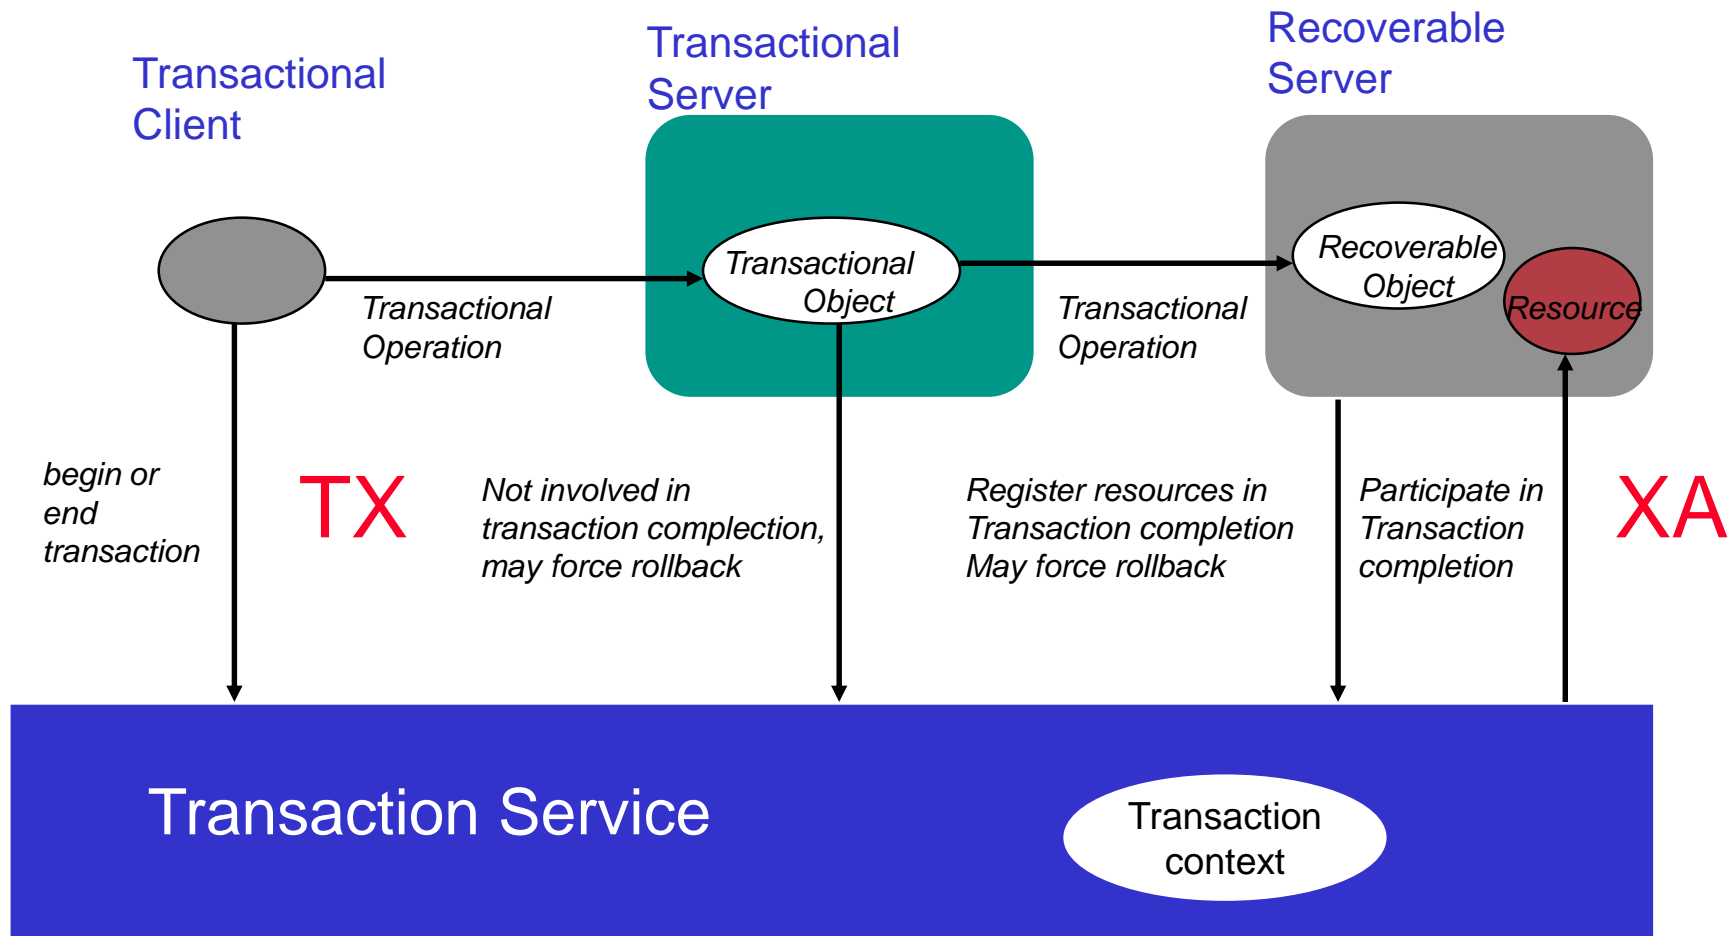 Transactional
Client
Transactional
Server
Recoverable
Server
Transactional
Object
Recoverable
Object
Resource
Transactional
Operation
Transactional
Operation
begin or
end
transaction
TX
Not involved in
transaction complection,
may force rollback
Register resources in
Transaction completion
May force rollback
Participate in
Transaction
completion
XA
Transaction Service
Transaction
context